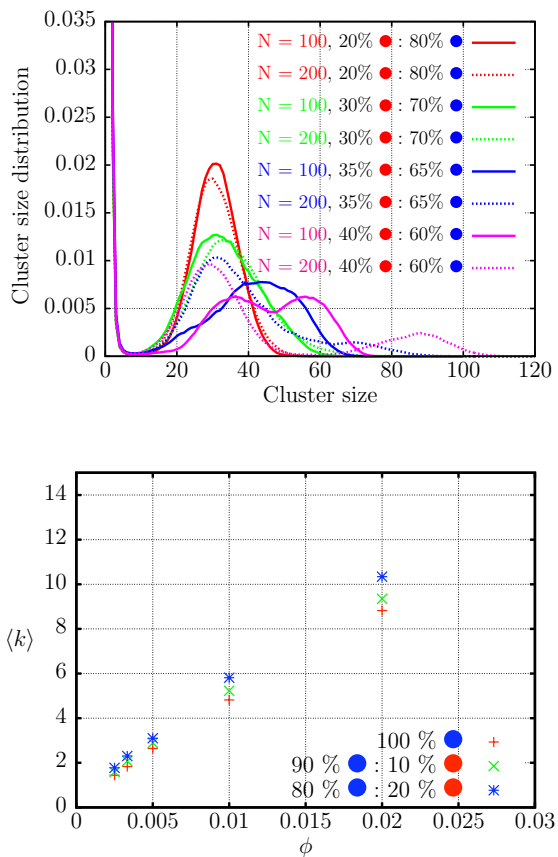 0.035
0.03
0.025
0.02
0.015
0.01
0.005
0
Cluster size distribution
N = 100, 20% ● : 80% ●
N = 200, 20% ● : 80% ●
N = 100, 30% ● : 70% ●
N = 200, 30% ● : 70% ●
N = 100, 35% ● : 65% ●
N = 200, 35% ● : 65% ●
N = 100, 40% ● : 60% ●
N = 200, 40% ● : 60% ●
0 20 40 60 80 100 120
Cluster size
14
12
10
8
6
4
2
0
⟨k⟩
100 % ●
90 % ● : 10 % ●
80 % ● : 20 % ●
0 0.005 0.01 0.015 0.02 0.025 0.03
ϕ